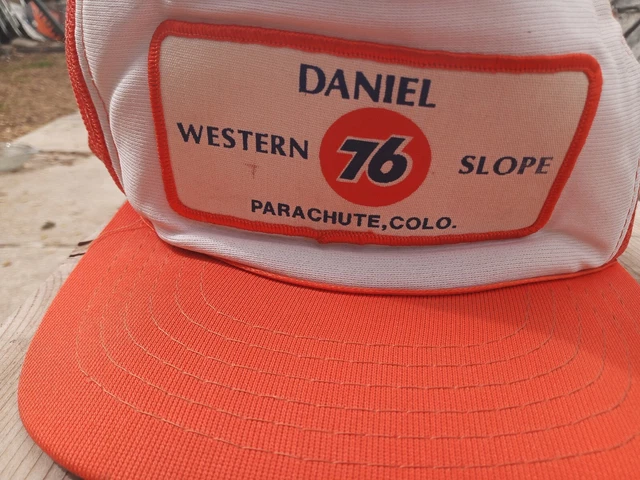 DANIEL
WESTERN 76 SLOPE
PARACHUTE,COLO.